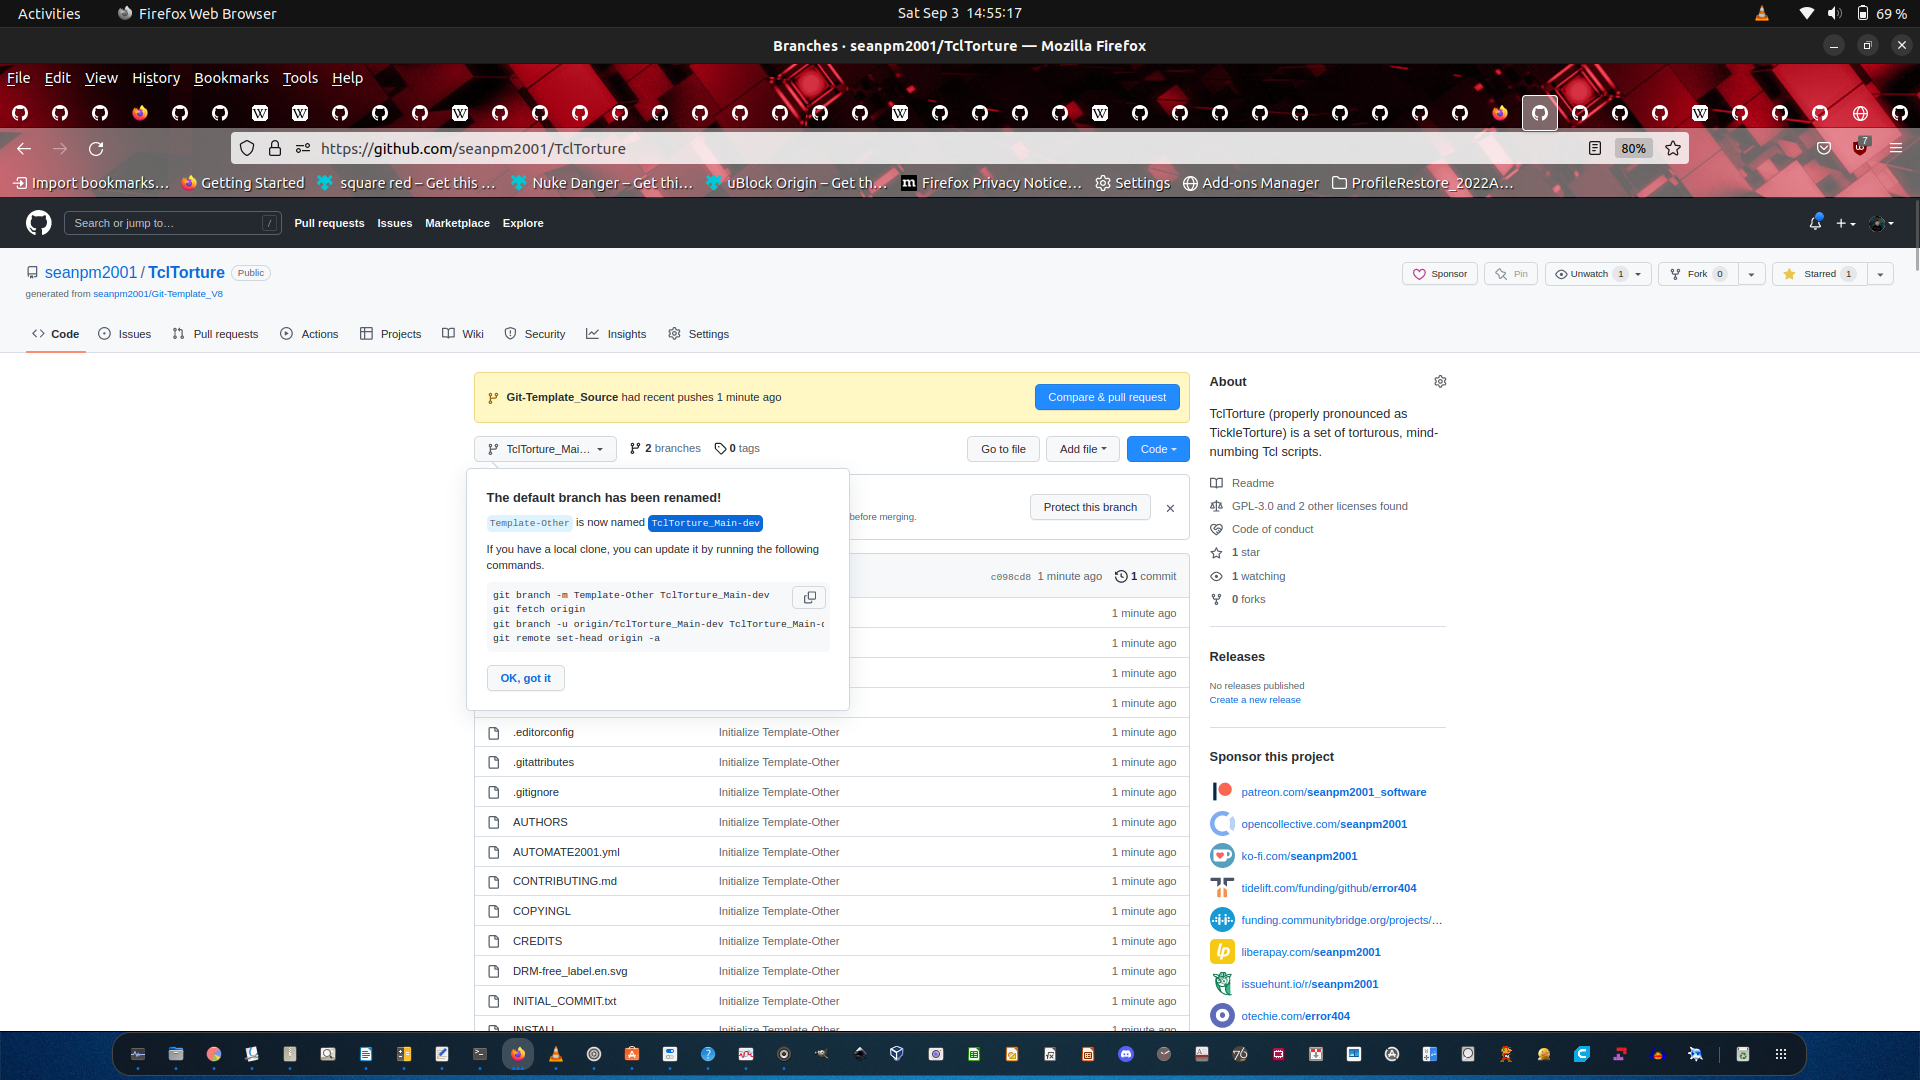 Activities
Firefox Web Browser
Sat Sep 3 14:55:17
69 %
Branches · seanpm2001/TclTorture — Mozilla Firefox
File Edit View History Bookmarks Tools Help
https://github.com/seanpm2001/TclTorture
80%
7
Import bookmarks…
Getting Started
square red – Get this …
Nuke Danger – Get thi…
uBlock Origin – Get th…
Firefox Privacy Notice…
Settings
Add-ons Manager
ProfileRestore_2022A…
Search or jump to…
/
Pull requests
Issues
Marketplace
Explore
seanpm2001 / TclTorture
Public
Sponsor
Pin
Unwatch 1
Fork 0
Starred 1
generated from seanpm2001/Git-Template_V8
Code
Issues
Pull requests
Actions
Projects
Wiki
Security
Insights
Settings
Git-Template_Source had recent pushes 1 minute ago
Compare & pull request
TclTorture_Mai…
2 branches
0 tags
Go to file
Add file
Code
The default branch has been renamed!
Template-Other is now named TclTorture_Main-dev
If you have a local clone, you can update it by running the following
commands.
git branch -m Template-Other TclTorture_Main-dev
git fetch origin
git branch -u origin/TclTorture_Main-dev TclTorture_Main-d
git remote set-head origin -a
OK, got it
Protect this branch
before merging.
c098cd8 1 minute ago
1 commit
1 minute ago
1 minute ago
1 minute ago
1 minute ago
.editorconfig Initialize Template-Other 1 minute ago
.gitattributes Initialize Template-Other 1 minute ago
.gitignore Initialize Template-Other 1 minute ago
AUTHORS Initialize Template-Other 1 minute ago
AUTOMATE2001.yml Initialize Template-Other 1 minute ago
CONTRIBUTING.md Initialize Template-Other 1 minute ago
COPYINGL Initialize Template-Other 1 minute ago
CREDITS Initialize Template-Other 1 minute ago
DRM-free_label.en.svg Initialize Template-Other 1 minute ago
INITIAL_COMMIT.txt Initialize Template-Other 1 minute ago
INSTALL Initialize Template-Other 1 minute ago
About
TclTorture (properly pronounced as
TickleTorture) is a set of torturous, mind-
numbing Tcl scripts.
Readme
GPL-3.0 and 2 other licenses found
Code of conduct
1 star
1 watching
0 forks
Releases
No releases published
Create a new release
Sponsor this project
patreon.com/seanpm2001_software
opencollective.com/seanpm2001
ko-fi.com/seanpm2001
tidelift.com/funding/github/error404
funding.communitybridge.org/projects/…
liberapay.com/seanpm2001
issuehunt.io/r/seanpm2001
otechie.com/error404